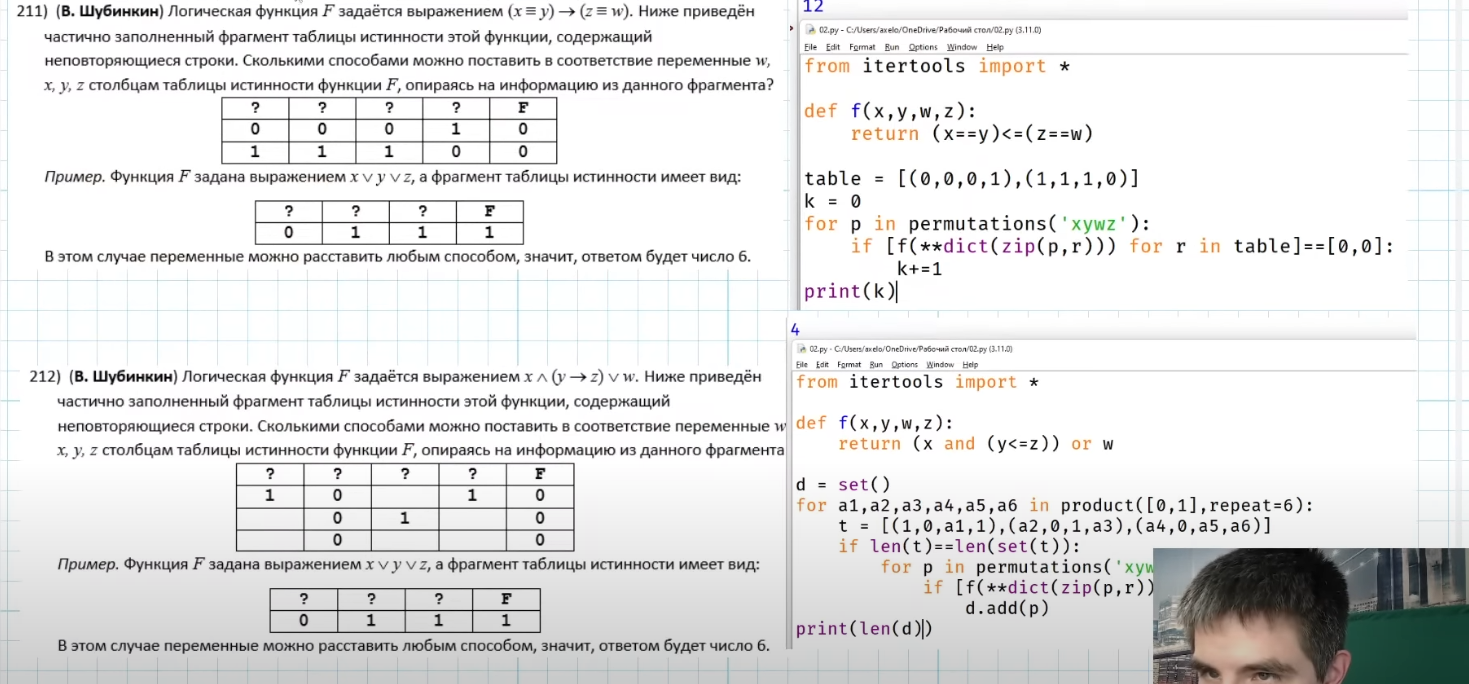 211) (В. Шубинкин) Логическая функция F задаётся выражением (x ≡ y) → (z ≡ w). Ниже приведён
частично заполненный фрагмент таблицы истинности этой функции, содержащий
неповторяющиеся строки. Сколькими способами можно поставить в соответствие переменные w,
x, y, z столбцам таблицы истинности функции F, опираясь на информацию из данного фрагмента?
? ? ? ? F
0 0 0 1 0
1 1 1 0 0
Пример. Функция F задана выражением x ∨ y ∨ z, а фрагмент таблицы истинности имеет вид:
? ? ? F
0 1 1 1
В этом случае переменные можно расставить любым способом, значит, ответом будет число 6.
12
02.py - C:/Users/axelo/OneDrive/Рабочий стол/02.py (3.11.0)
File Edit Format Run Options Window Help
from itertools import *
def f(x,y,w,z):
return (x==y)<=(z==w)
table = [(0,0,0,1),(1,1,1,0)]
k = 0
for p in permutations('xywz'):
if [f(**dict(zip(p,r))) for r in table]==[0,0]:
k+=1
print(k)
212) (В. Шубинкин) Логическая функция F задаётся выражением x ∧ (y → z) ∨ w. Ниже приведён
частично заполненный фрагмент таблицы истинности этой функции, содержащий
неповторяющиеся строки. Сколькими способами можно поставить в соответствие переменные w
x, y, z столбцам таблицы истинности функции F, опираясь на информацию из данного фрагмента
? ? ? ? F
1 0 1 0
0 1 0
0 0
Пример. Функция F задана выражением x ∨ y ∨ z, а фрагмент таблицы истинности имеет вид:
? ? ? F
0 1 1 1
В этом случае переменные можно расставить любым способом, значит, ответом будет число 6.
4
02.py - C:/Users/axelo/OneDrive/Рабочий стол/02.py (3.11.0)
File Edit Format Run Options Window Help
from itertools import *
def f(x,y,w,z):
return (x and (y<=z)) or w
d = set()
for a1,a2,a3,a4,a5,a6 in product([0,1],repeat=6):
t = [(1,0,a1,1),(a2,0,1,a3),(a4,0,a5,a6)]
if len(t)==len(set(t)):
for p in permutations('xyw
if [f(**dict(zip(p,r))
d.add(p)
print(len(d))